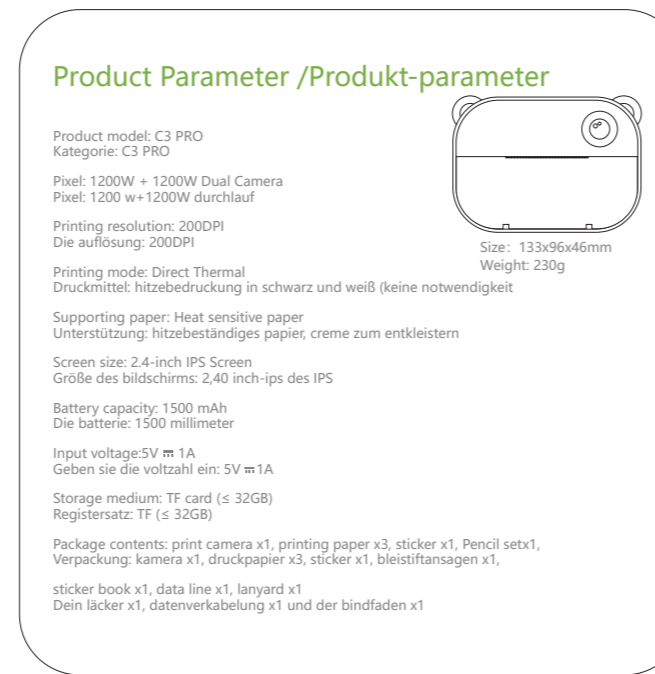 Product Parameter /Produkt-parameter
Product model: C3 PRO
Kategorie: C3 PRO
Pixel: 1200W + 1200W Dual Camera
Pixel: 1200 w+1200W durchlauf
Printing resolution: 200DPI
Die auflösung: 200DPI
Size: 133x96x46mm
Weight: 230g
Printing mode: Direct Thermal
Druckmittel: hitzebedruckung in schwarz und weiß (keine notwendigkeit
Supporting paper: Heat sensitive paper
Unterstützung: hitzebeständiges papier, creme zum entkleistern
Screen size: 2.4-inch IPS Screen
Größe des bildschirms: 2,40 inch-ips des IPS
Battery capacity: 1500 mAh
Die batterie: 1500 millimeter
Input voltage:5V ⎓ 1A
Geben sie die voltzahl ein: 5V ⎓1A
Storage medium: TF card (≤ 32GB)
Registersatz: TF (≤ 32GB)
Package contents: print camera x1, printing paper x3, sticker x1, Pencil setx1,
Verpackung: kamera x1, druckpapier x3, sticker x1, bleistiftansagen x1,
sticker book x1, data line x1, lanyard x1
Dein läcker x1, datenverkabelung x1 und der bindfaden x1